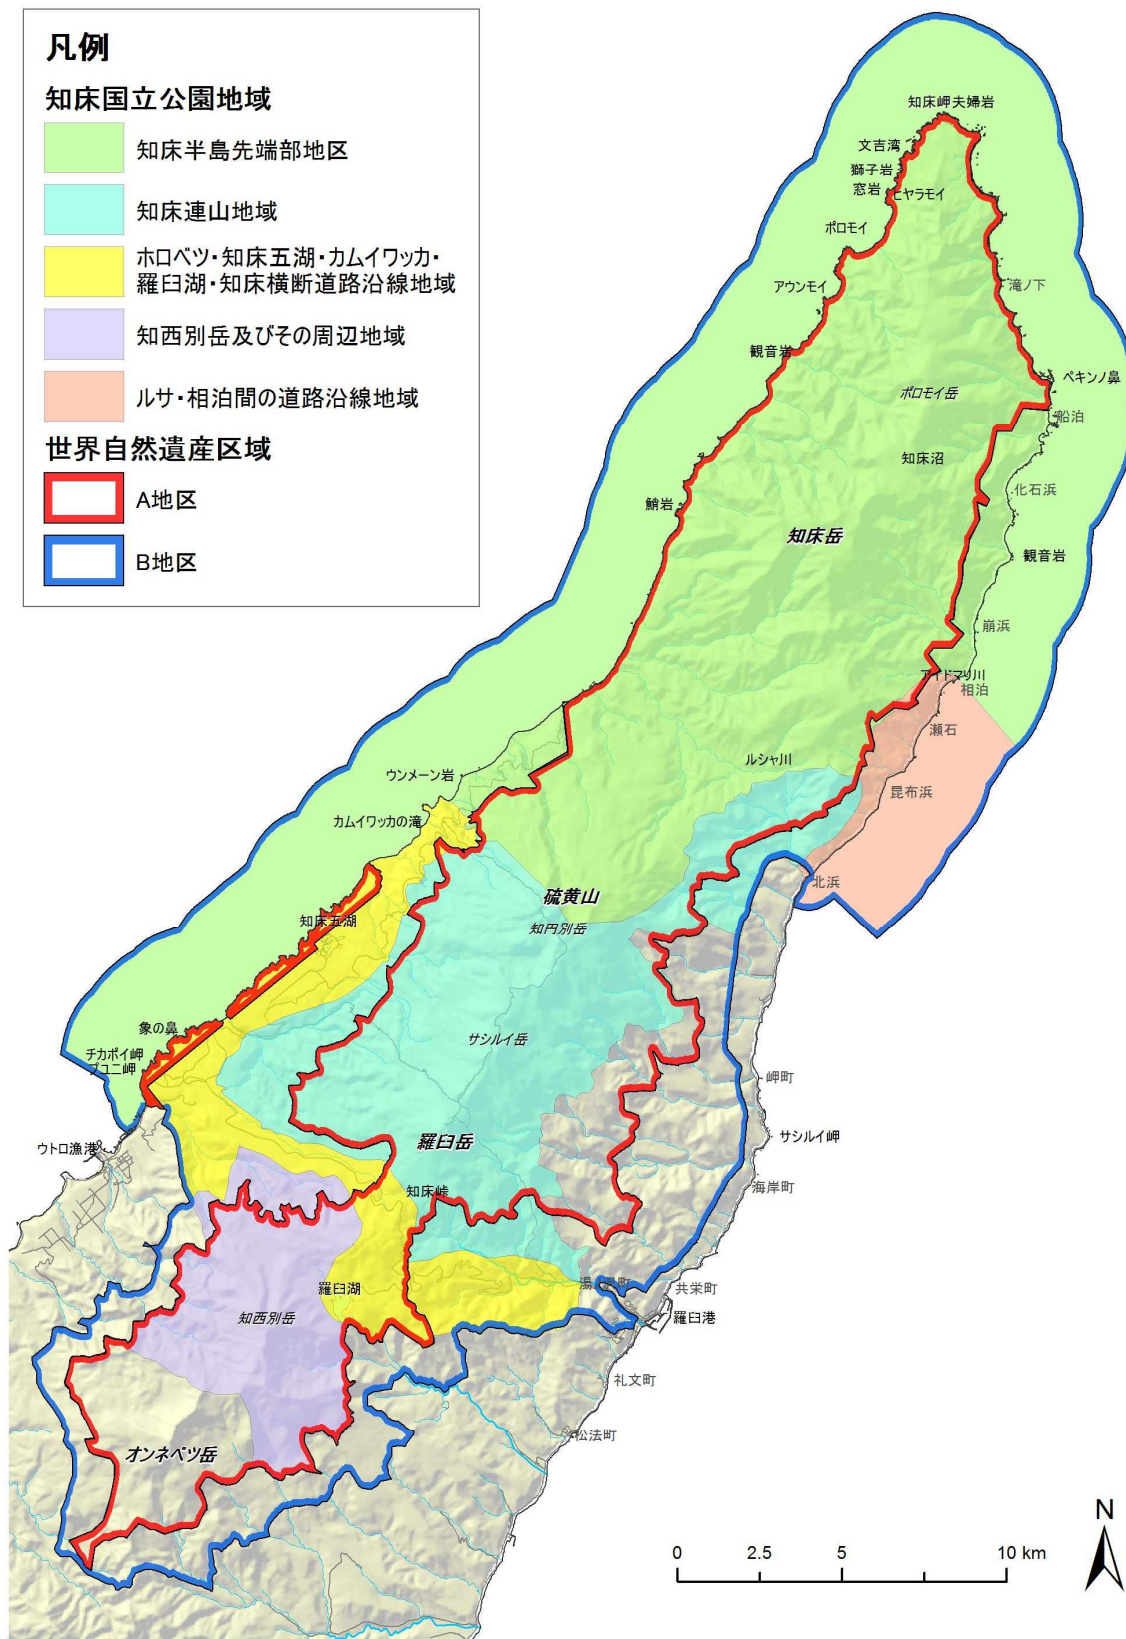 凡例
知床国立公園地域
知床半島先端部地区
知床連山地域
ホロベツ・知床五湖・カムイワッカ・
羅臼湖・知床横断道路沿線地域
知西別岳及びその周辺地域
ルサ・相泊間の道路沿線地域
世界自然遺産区域
A地区
B地区
知床岬夫婦岩
文吉湾
獅子岩
窓岩
ヒヤラモイ
ポロモイ
アウンモイ
滝ノ下
観音岩
ペキンノ鼻
ポロモイ岳
船泊
知床沼
化石浜
鮹岩
知床岳
観音岩
崩浜
アイドマリ川
相泊
瀬石
ルシャ川
ウンメーン岩
昆布浜
カムイワッカの滝
北浜
硫黄山
知円別岳
知床五湖
象の鼻
サシルイ岳
チカポイ岬
プユニ岬
岬町
ウトロ漁港
羅臼岳
サシルイ岬
知床峠
海岸町
羅臼湖
共栄町
知西別岳
羅臼港
礼文町
オンネベツ岳
松法町
N
0 2.5 5 10 km